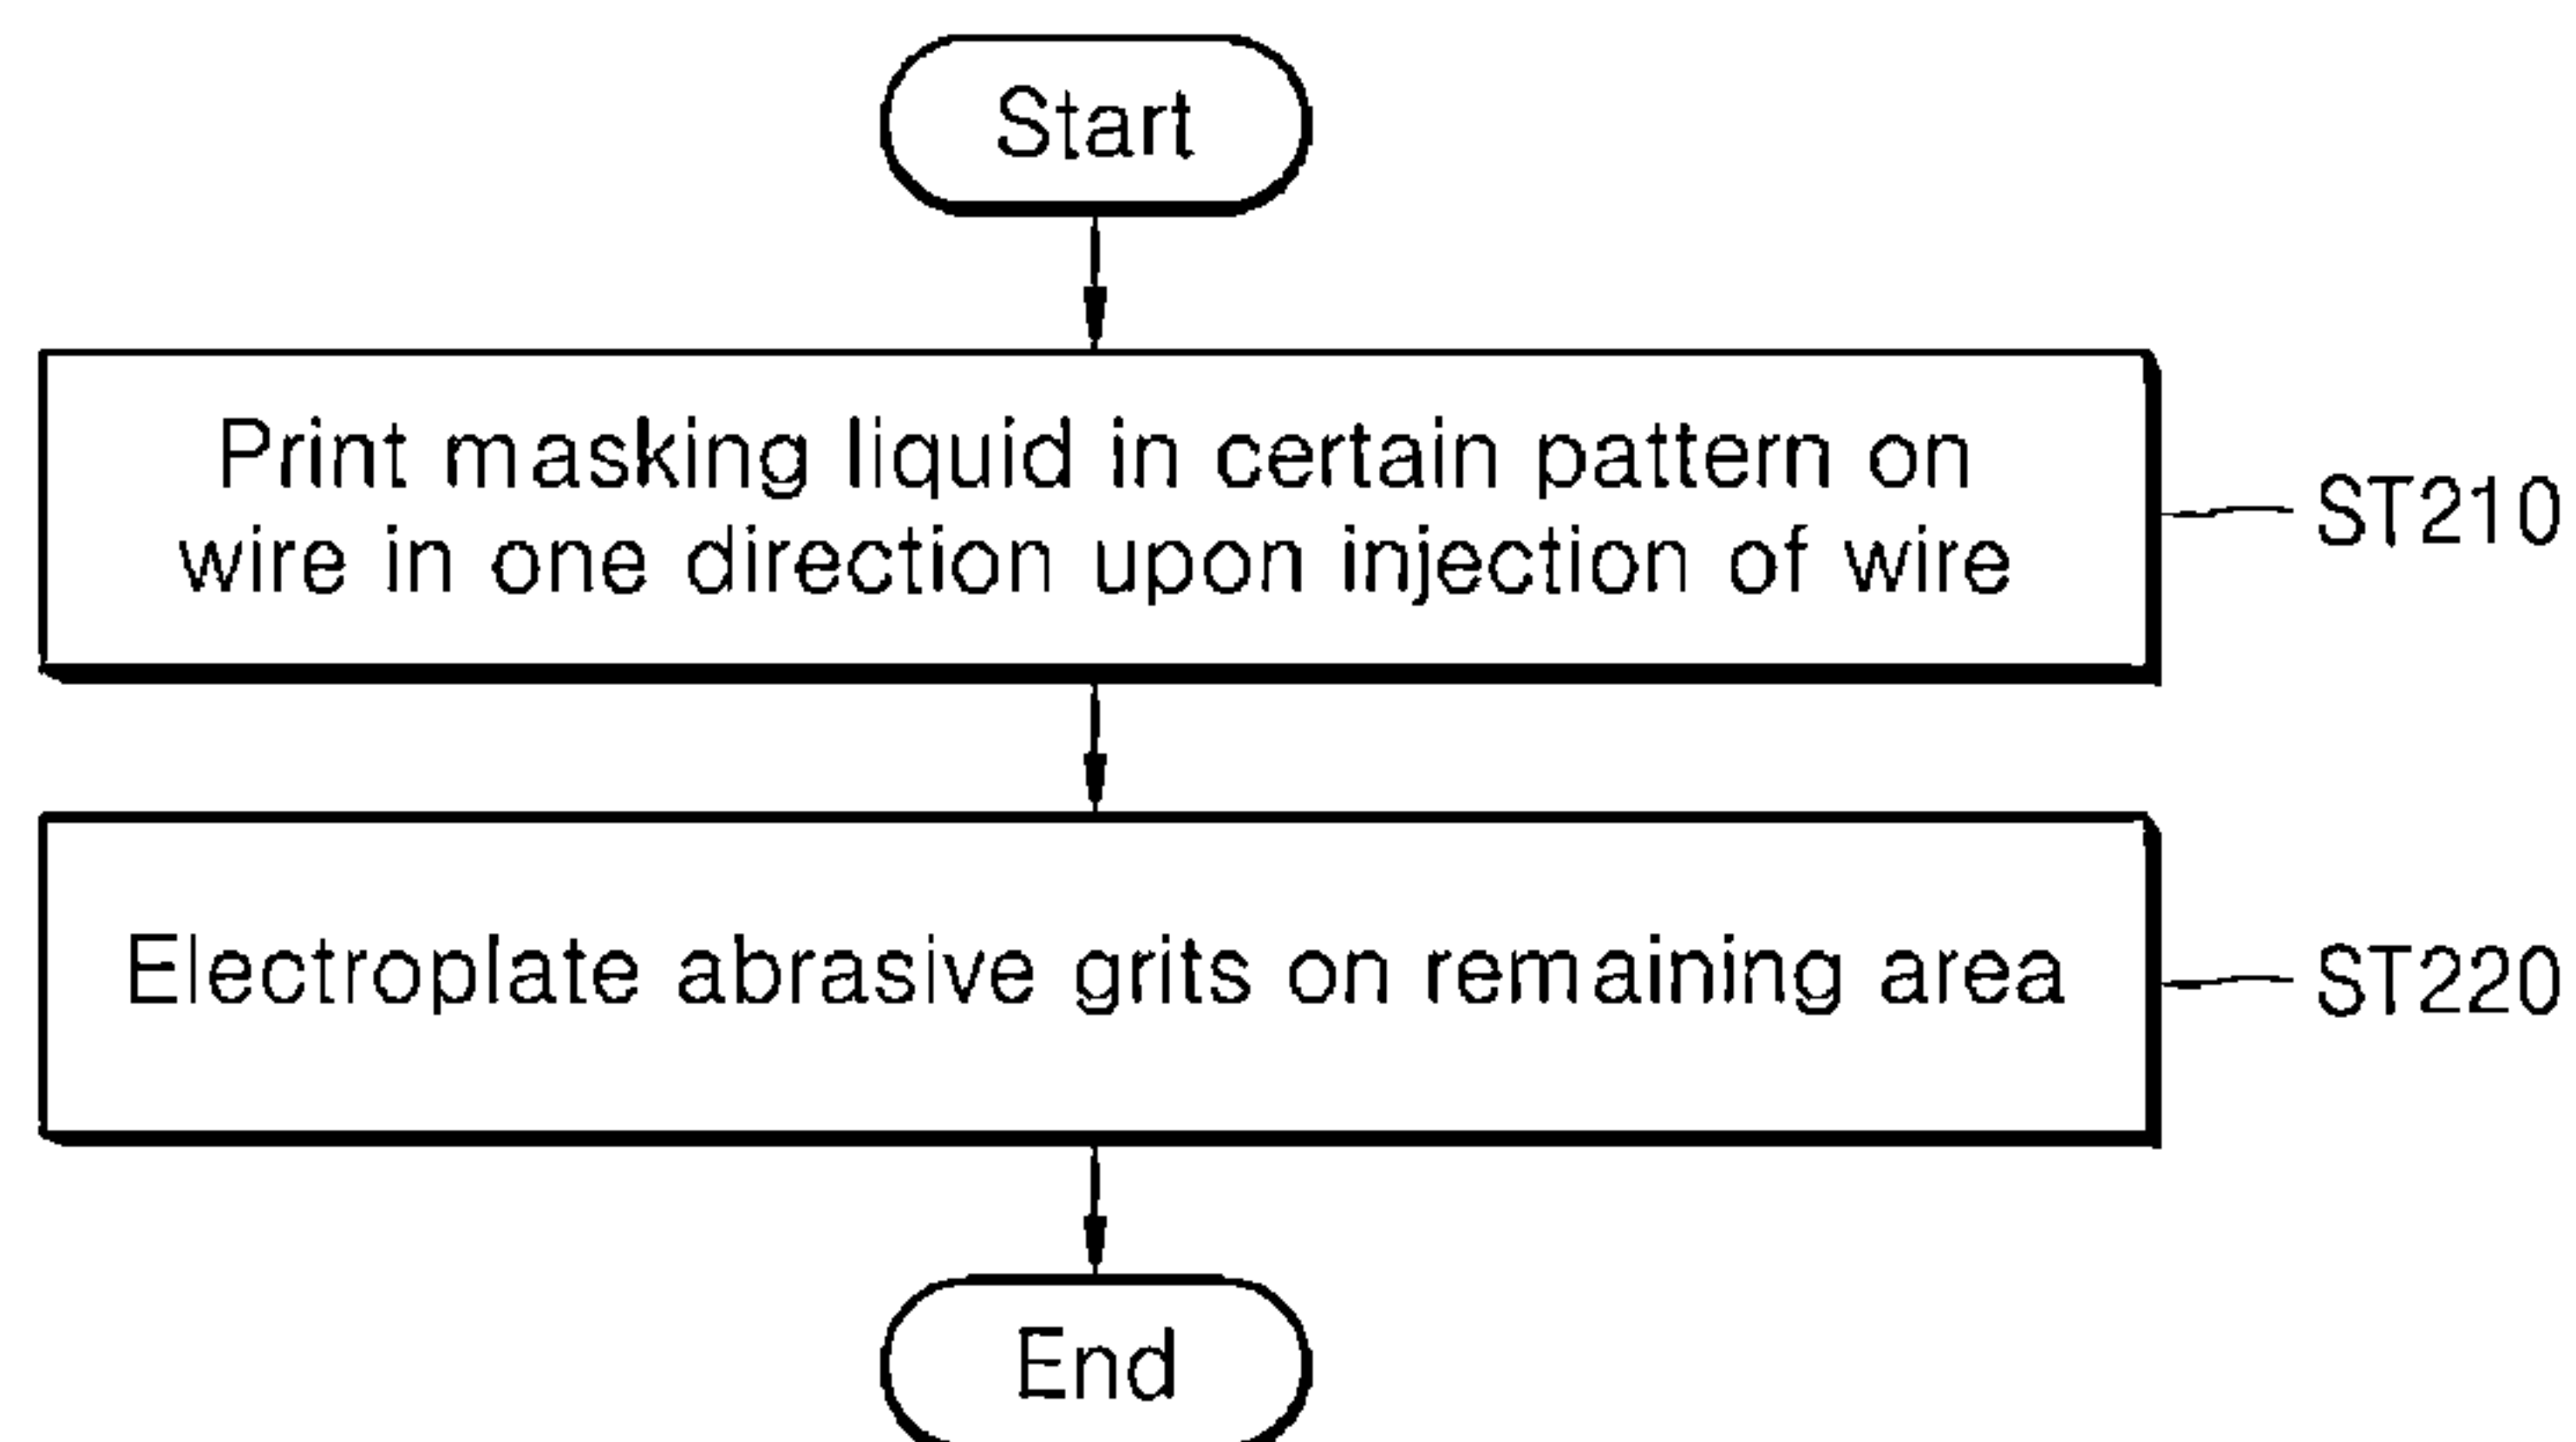 Start
Print masking liquid in certain pattern on
wire in one direction upon injection of wire
ST210
Electroplate abrasive grits on remaining area
ST220
End